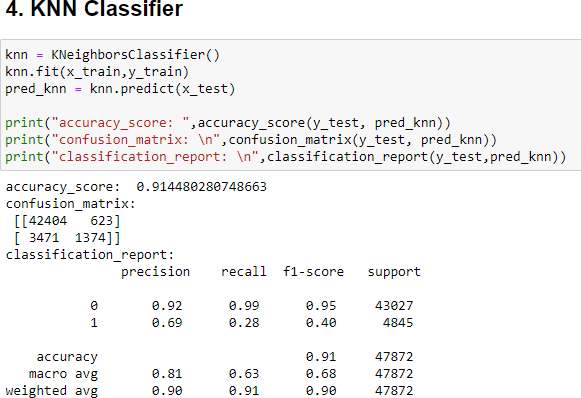 4. KNN Classifier
knn = KNeighborsClassifier()
knn.fit(x_train,y_train)
pred_knn = knn.predict(x_test)
print("accuracy_score: ",accuracy_score(y_test, pred_knn))
print("confusion_matrix: \n",confusion_matrix(y_test, pred_knn))
print("classification_report: \n",classification_report(y_test,pred_knn))
accuracy_score:  0.914480280748663
confusion_matrix:
[[42404   623]
[ 3471  1374]]
classification_report:
precision    recall  f1-score   support
0       0.92      0.99      0.95     43027
1       0.69      0.28      0.40      4845
accuracy                           0.91     47872
macro avg       0.81      0.63      0.68     47872
weighted avg       0.90      0.91      0.90     47872